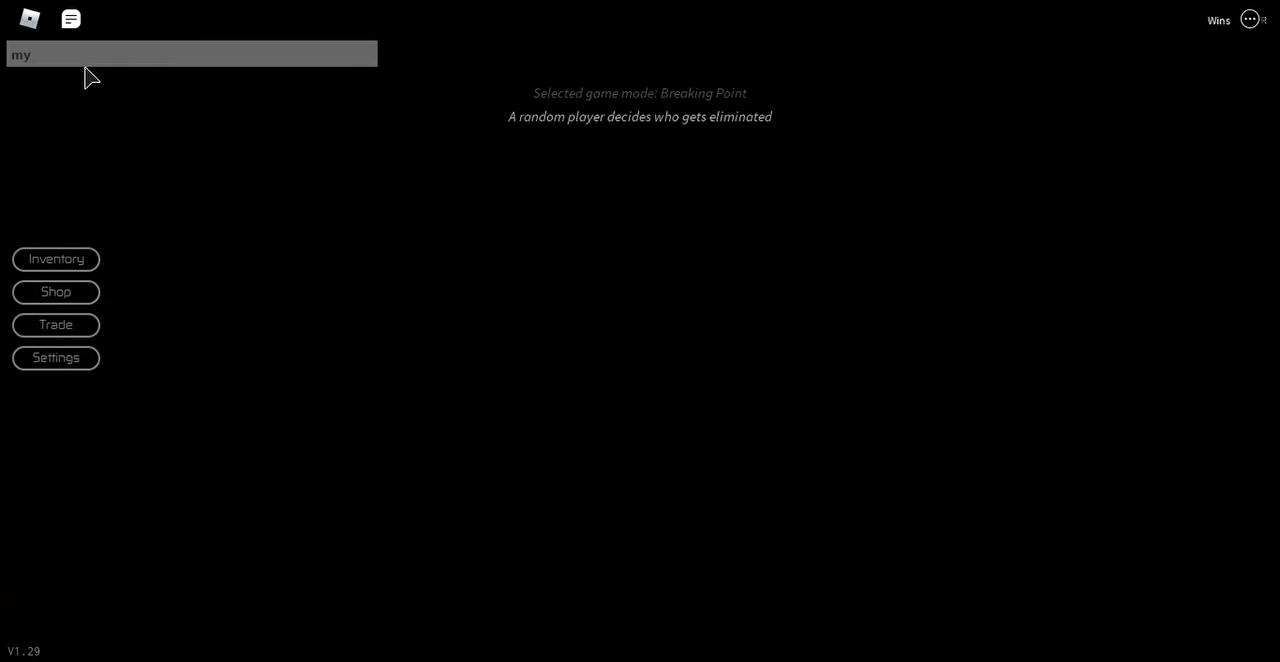 Wins
my
Selected game mode: Breaking Point
A random player decides who gets eliminated
Inventory
Shop
Trade
Settings
V1.29